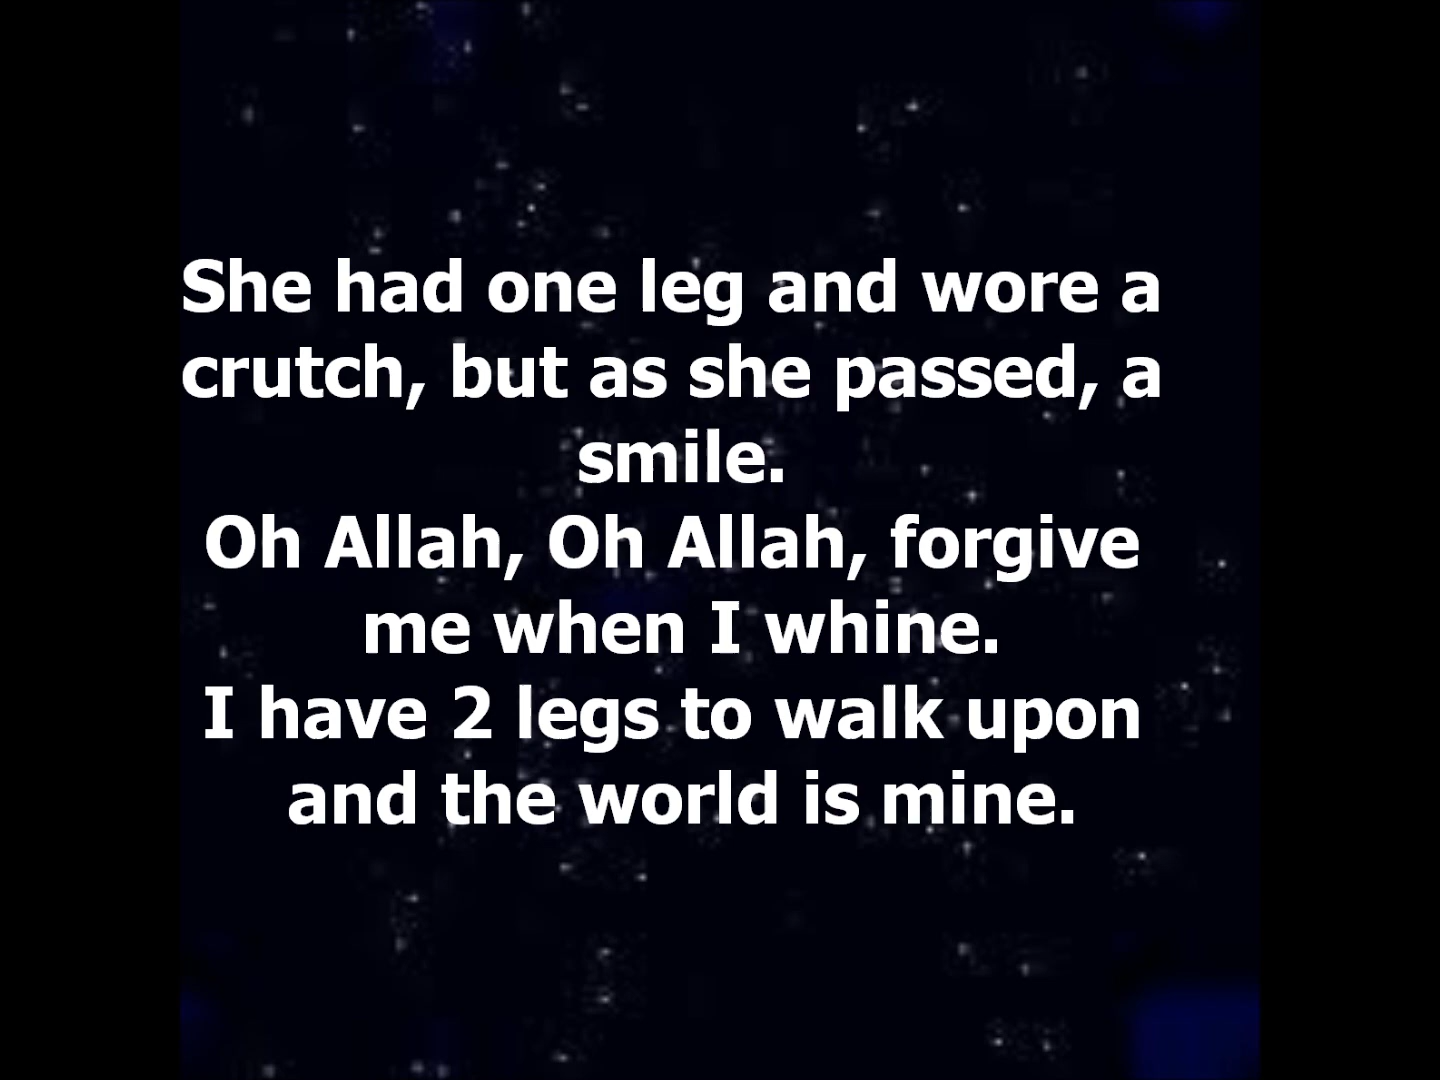 She had one leg and wore a
crutch, but as she passed, a
smile.
Oh Allah, Oh Allah, forgive
me when I whine.
I have 2 legs to walk upon
and the world is mine.